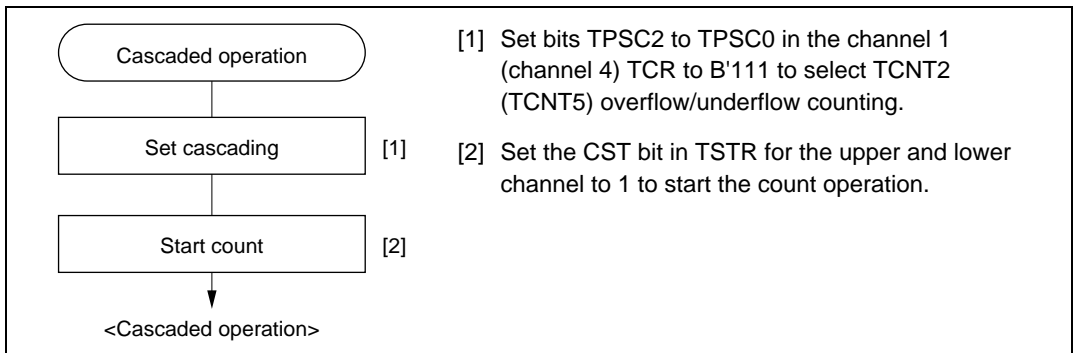 Cascaded operation
Set cascading
[1]
Start count
[2]
<Cascaded operation>
[1] Set bits TPSC2 to TPSC0 in the channel 1
(channel 4) TCR to B'111 to select TCNT2
(TCNT5) overflow/underflow counting.
[2] Set the CST bit in TSTR for the upper and lower
channel to 1 to start the count operation.